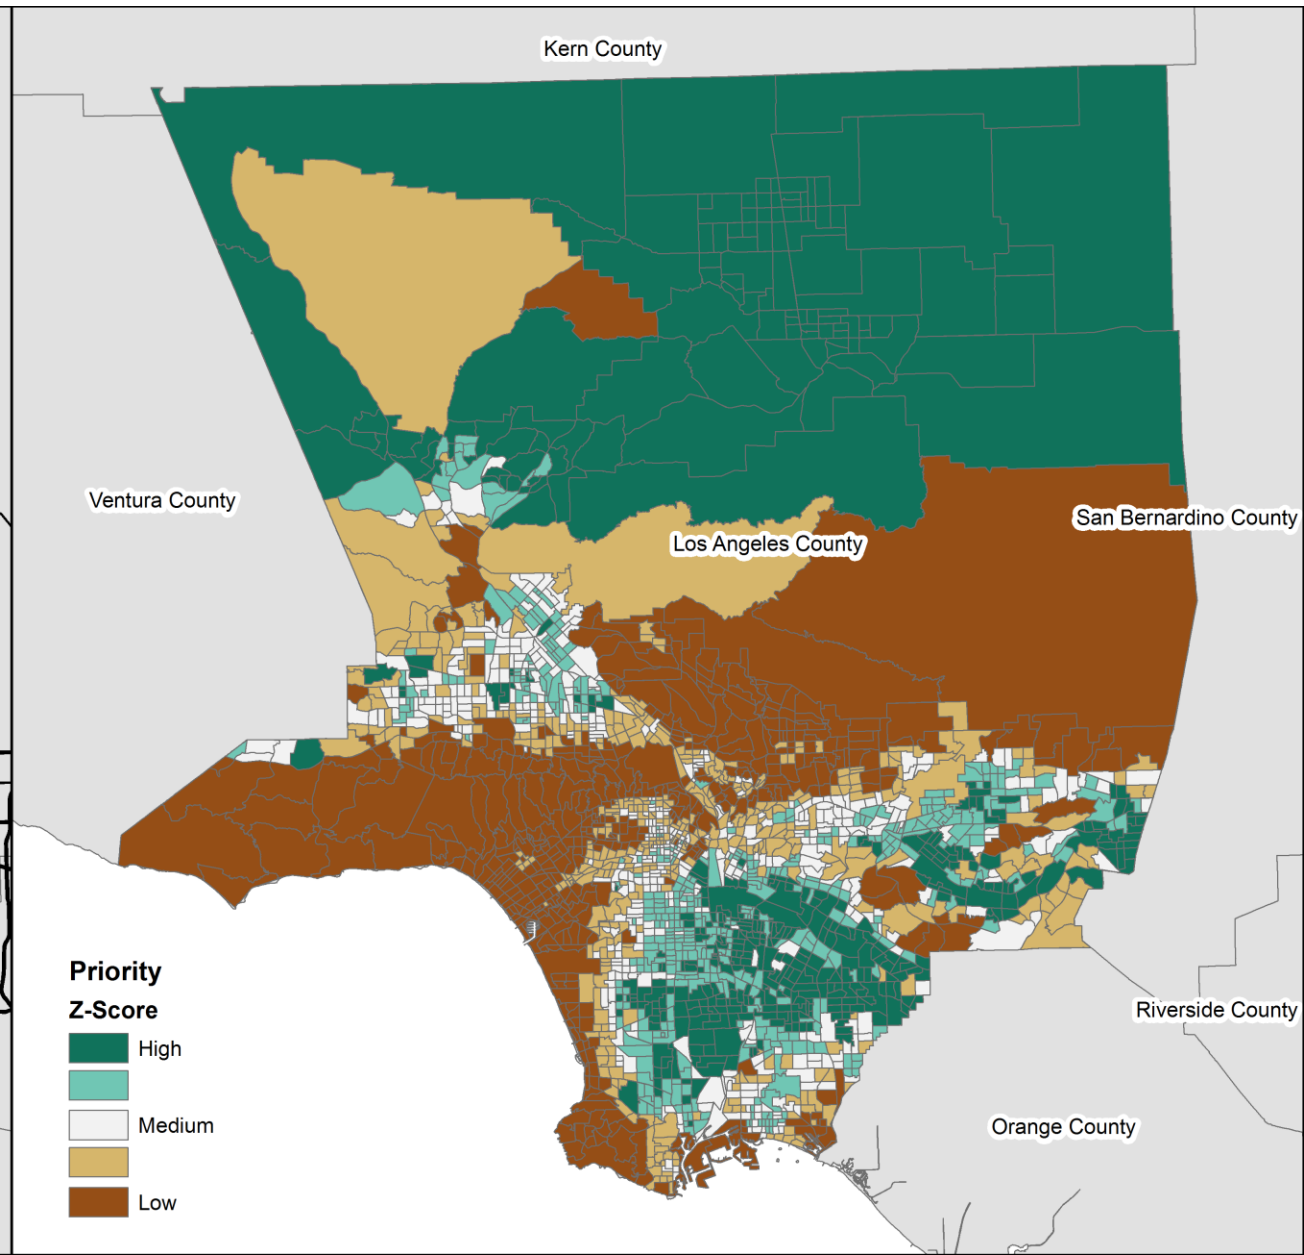 Kern County
Ventura County
San Bernardino County
Los Angeles County
Priority
Z-Score
High
Medium
Low
Riverside County
Orange County